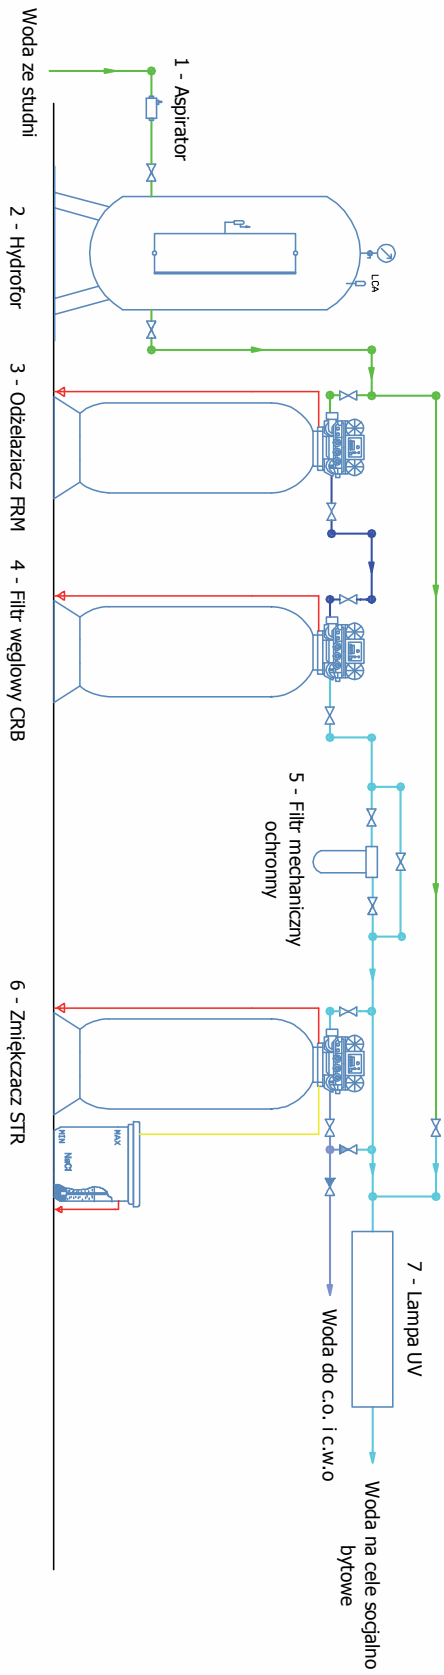 Woda ze studni
1 - Aspirator
2 - Hydrofor
LCA
3 - Odżelaziacz FRM
4 - Filtr węglowy CRB
5 - Filtr mechaniczny
ochronny
6 - Zmiękczacz STR
MAX
MIN
NaCl
7 - Lampa UV
Woda do c.o. i c.w.o
Woda na cele socjalno
bytowe